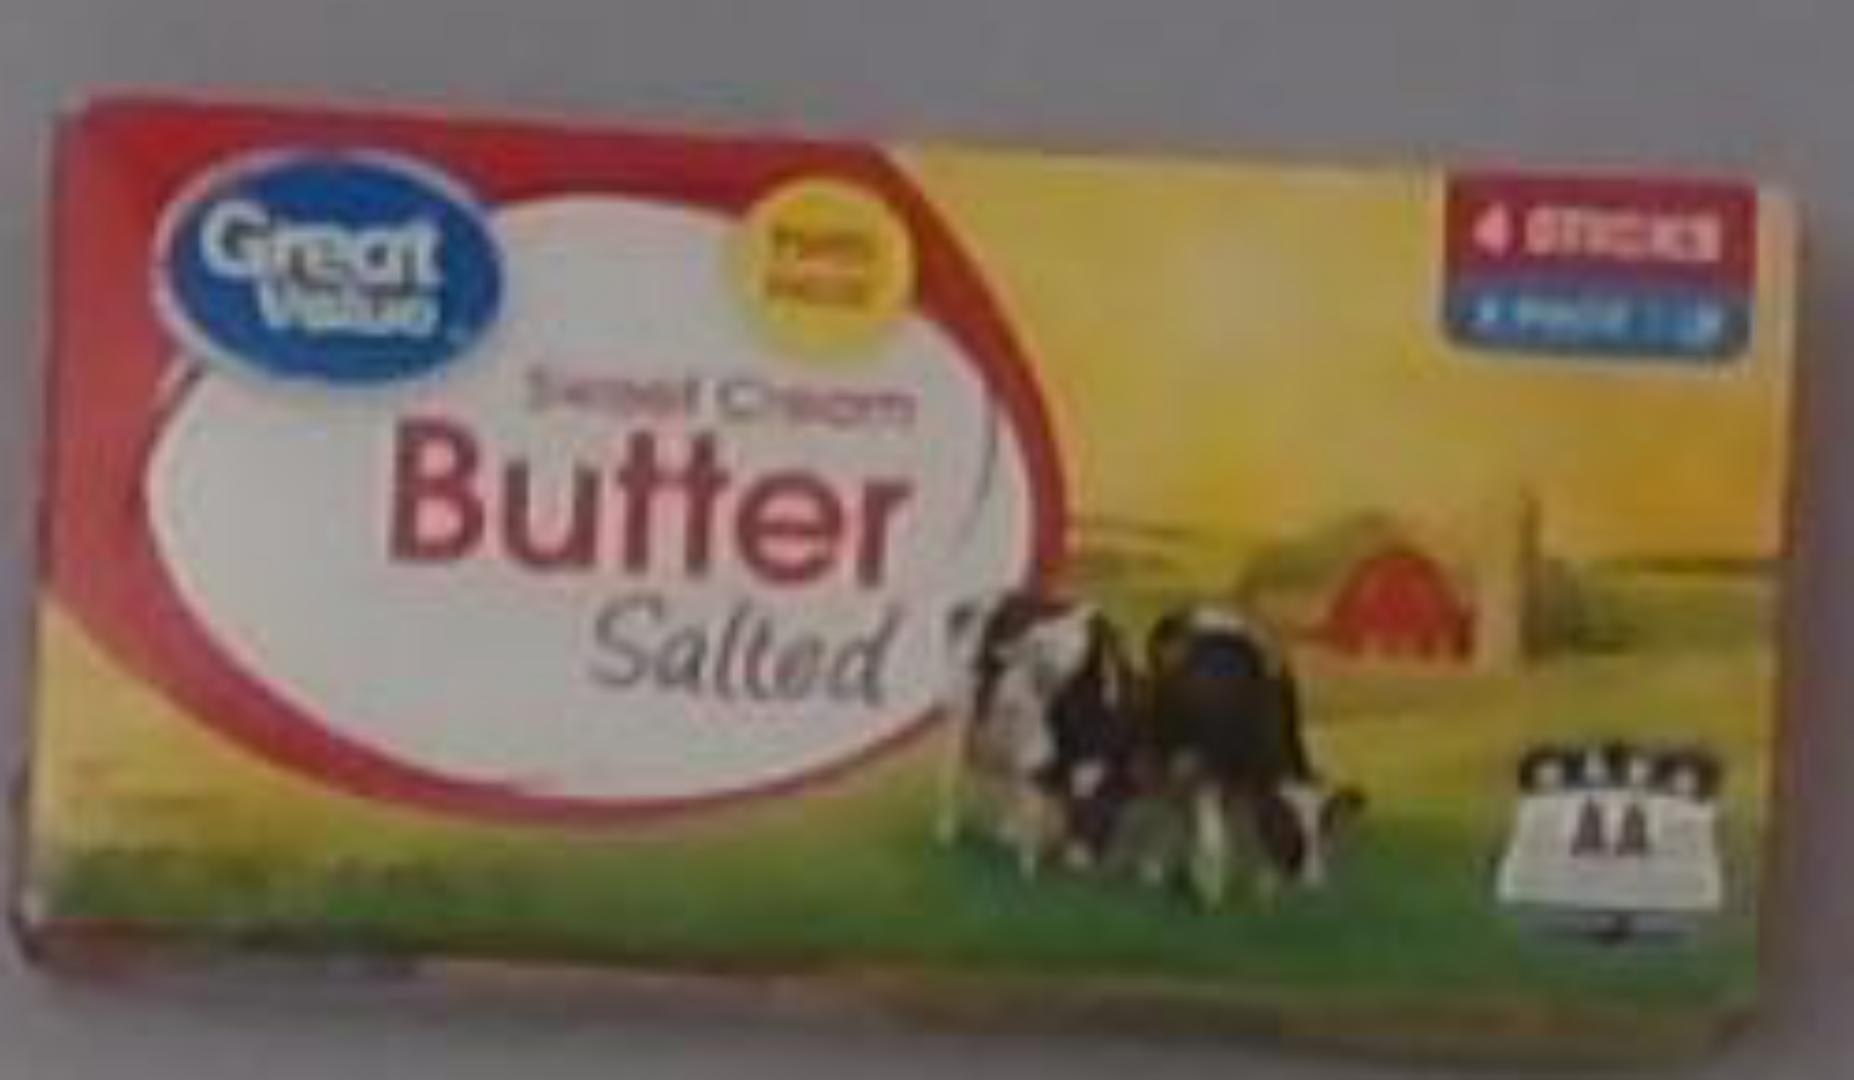 Great
Value
Sweet Cream
Butter
Salted
4 STICKS
AA